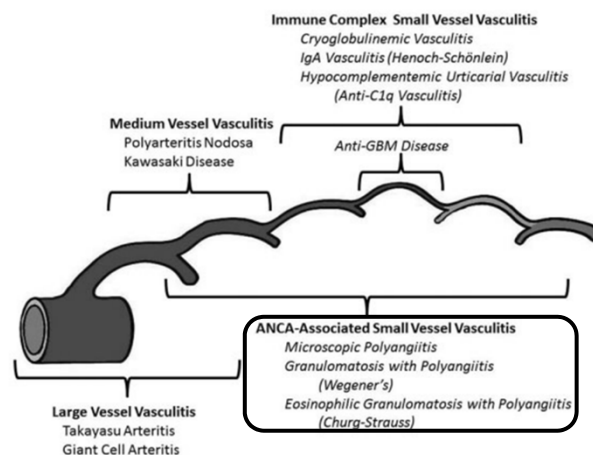 Immune Complex Small Vessel Vasculitis
Cryoglobulinemic Vasculitis
IgA Vasculitis (Henoch-Schönlein)
Hypocomplementemic Urticarial Vasculitis
(Anti-C1q Vasculitis)
Medium Vessel Vasculitis
Polyarteritis Nodosa
Kawasaki Disease
Anti-GBM Disease
ANCA-Associated Small Vessel Vasculitis
Microscopic Polyangiitis
Granulomatosis with Polyangiitis
(Wegener's)
Eosinophilic Granulomatosis with Polyangiitis
(Churg-Strauss)
Large Vessel Vasculitis
Takayasu Arteritis
Giant Cell Arteritis